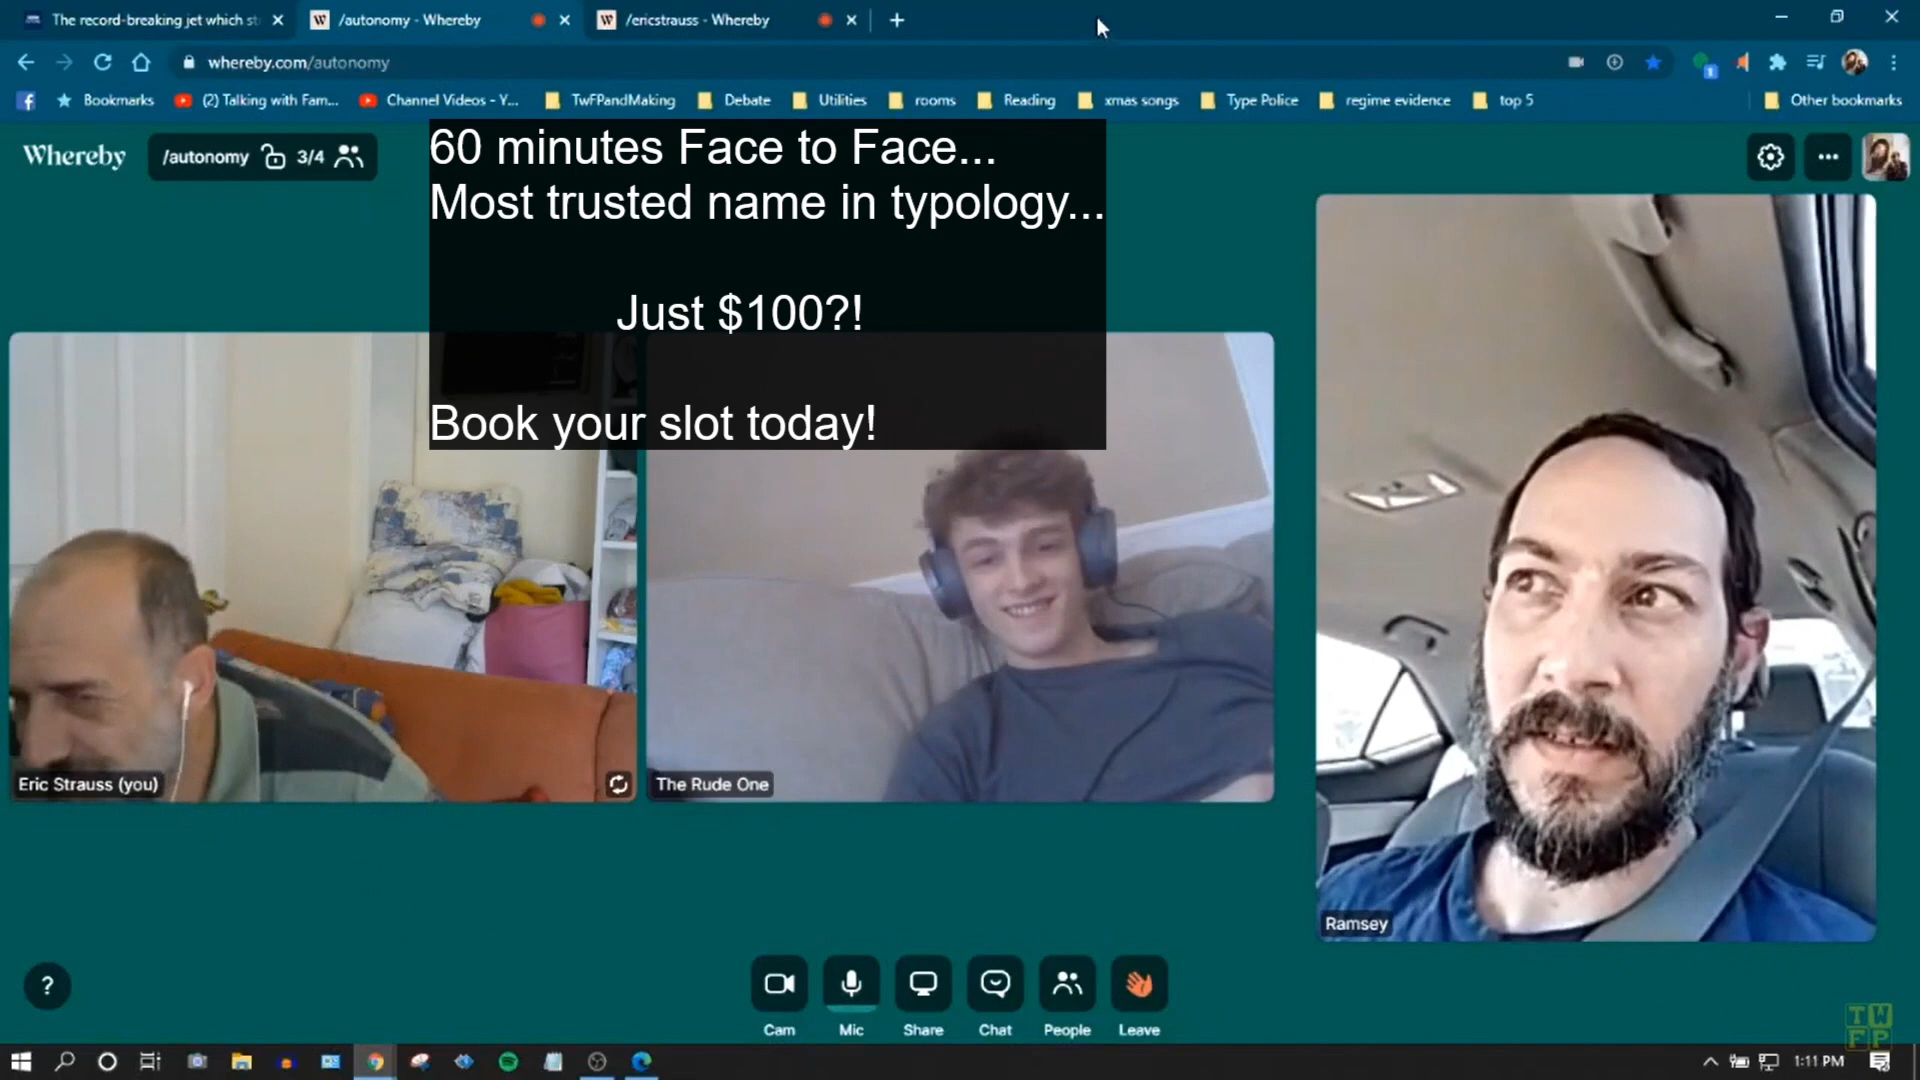 The record-breaking jet which st
/autonomy - Whereby
/ericstrauss - Whereby
whereby.com/autonomy
Bookmarks
(2) Talking with Fam...
Channel Videos - Y...
TwFPandMaking
Debate
Utilities
rooms
Reading
xmas songs
Type Police
regime evidence
top 5
Other bookmarks
Whereby
/autonomy 3/4
60 minutes Face to Face...
Most trusted name in typology...
Just $100?!
Book your slot today!
Eric Strauss (you)
The Rude One
Ramsey
?
Cam
Mic
Share
Chat
People
Leave
TW
FP
1:11 PM